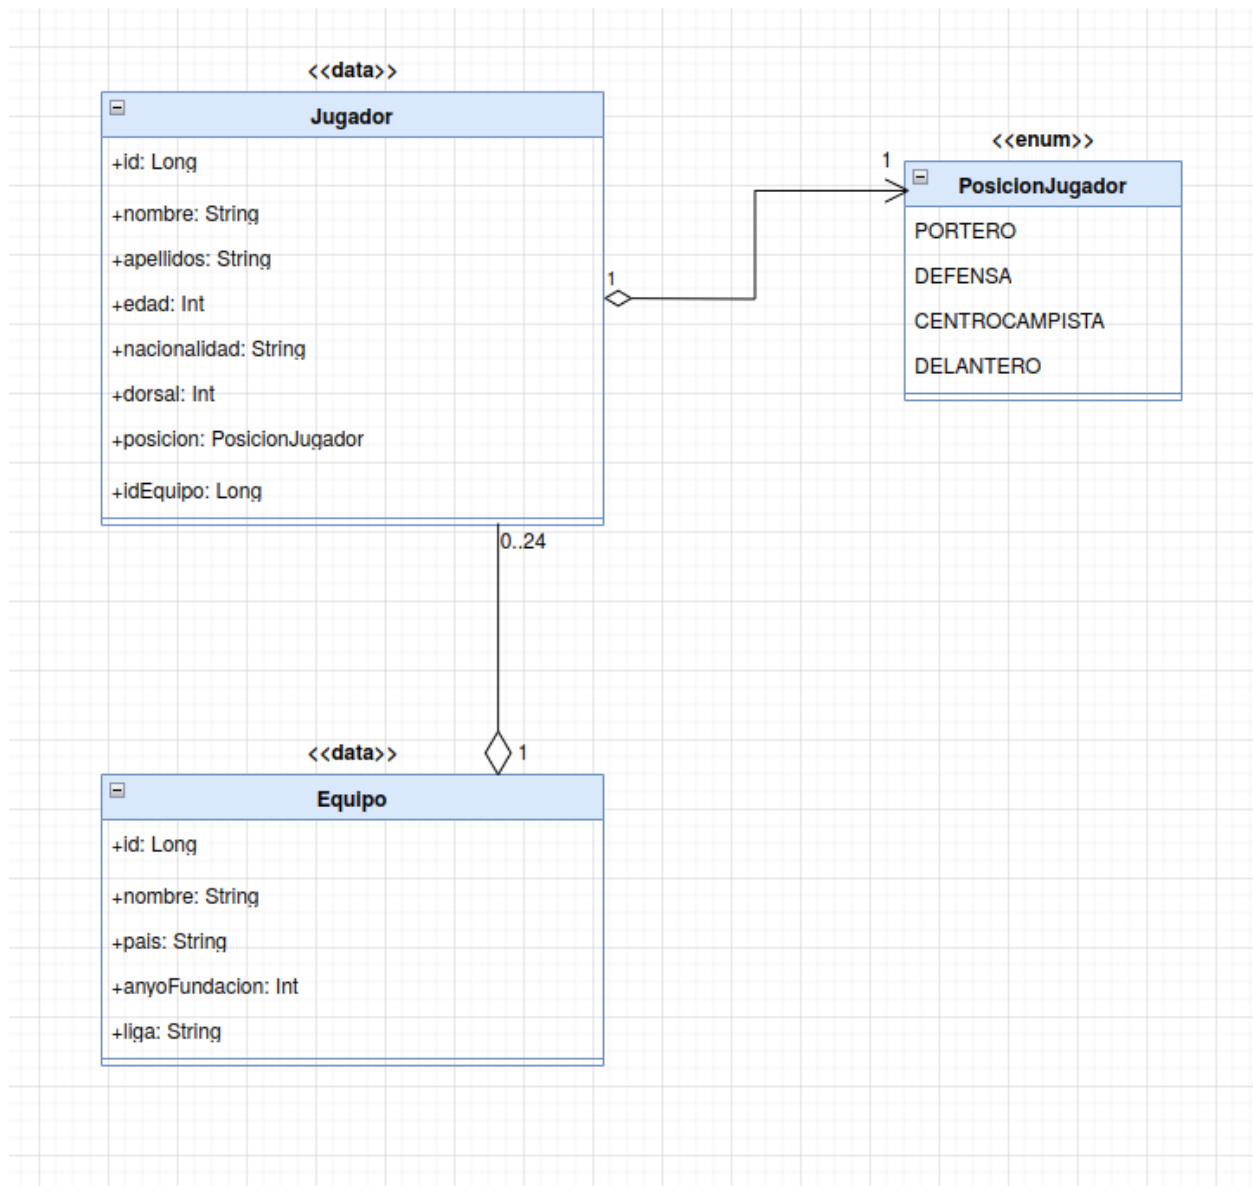 <<data>>
Jugador
+id: Long
+nombre: String
+apellidos: String
+edad: Int
+nacionalidad: String
+dorsal: Int
+posicion: PosicionJugador
+idEquipo: Long
1
1
<<enum>>
PosicionJugador
PORTERO
DEFENSA
CENTROCAMPISTA
DELANTERO
0..24
1
<<data>>
Equipo
+id: Long
+nombre: String
+pais: String
+anyoFundacion: Int
+liga: String